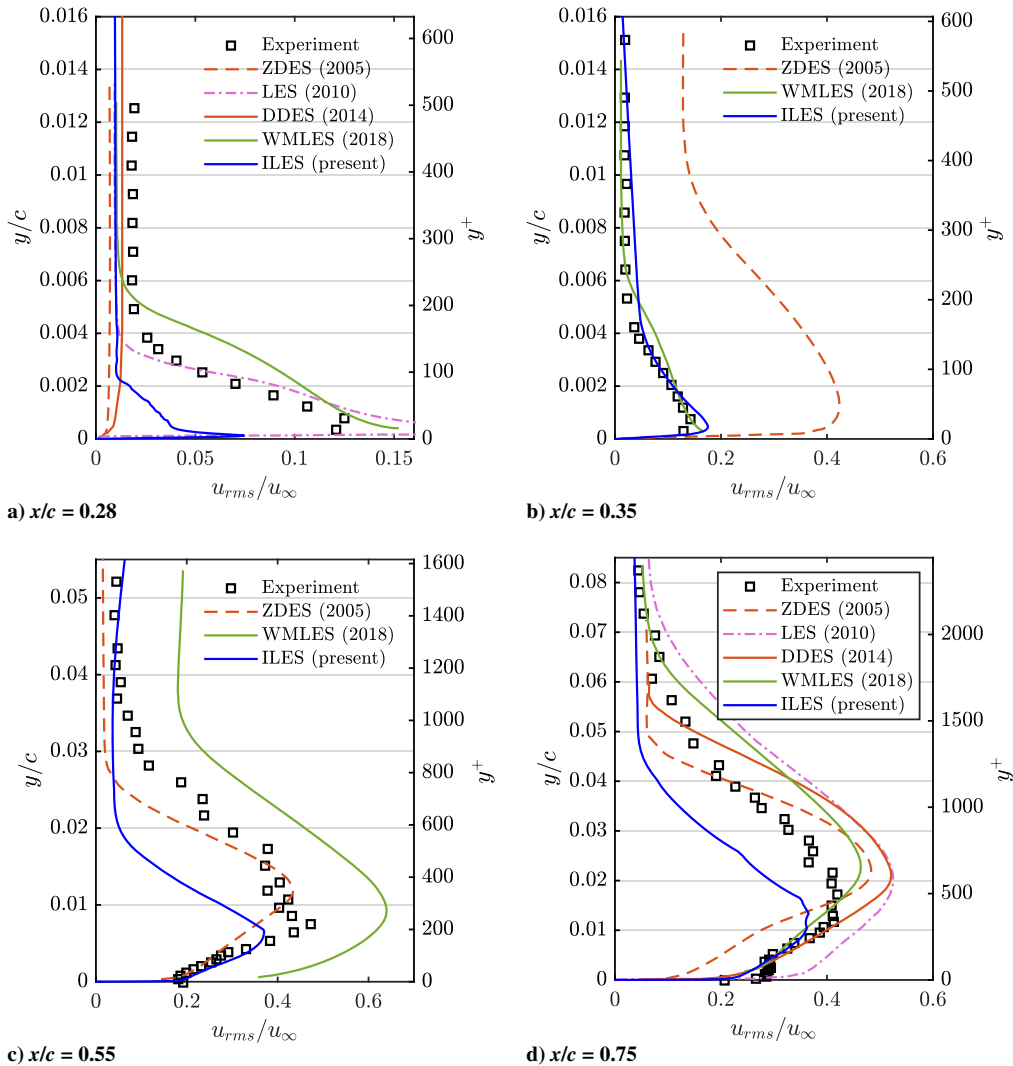 0.016
0.014
0.012
0.01
0.008
0.006
0.004
0.002
0
y/c
600
500
400
300
200
100
0
y⁺
Experiment
ZDES (2005)
LES (2010)
DDES (2014)
WMLES (2018)
ILES (present)
0 0.05 0.1 0.15
u_rms/u_∞
a) x/c = 0.28
0.016
0.014
0.012
0.01
0.008
0.006
0.004
0.002
0
y/c
600
500
400
300
200
100
0
y⁺
Experiment
ZDES (2005)
WMLES (2018)
ILES (present)
0 0.2 0.4 0.6
u_rms/u_∞
b) x/c = 0.35
0.05
0.04
0.03
0.02
0.01
0
y/c
1600
1400
1200
1000
800
600
400
200
0
y⁺
Experiment
ZDES (2005)
WMLES (2018)
ILES (present)
0 0.2 0.4 0.6
u_rms/u_∞
c) x/c = 0.55
0.08
0.07
0.06
0.05
0.04
0.03
0.02
0.01
0
y/c
2000
1500
1000
500
0
y⁺
Experiment
ZDES (2005)
LES (2010)
DDES (2014)
WMLES (2018)
ILES (present)
0 0.2 0.4 0.6
u_rms/u_∞
d) x/c = 0.75